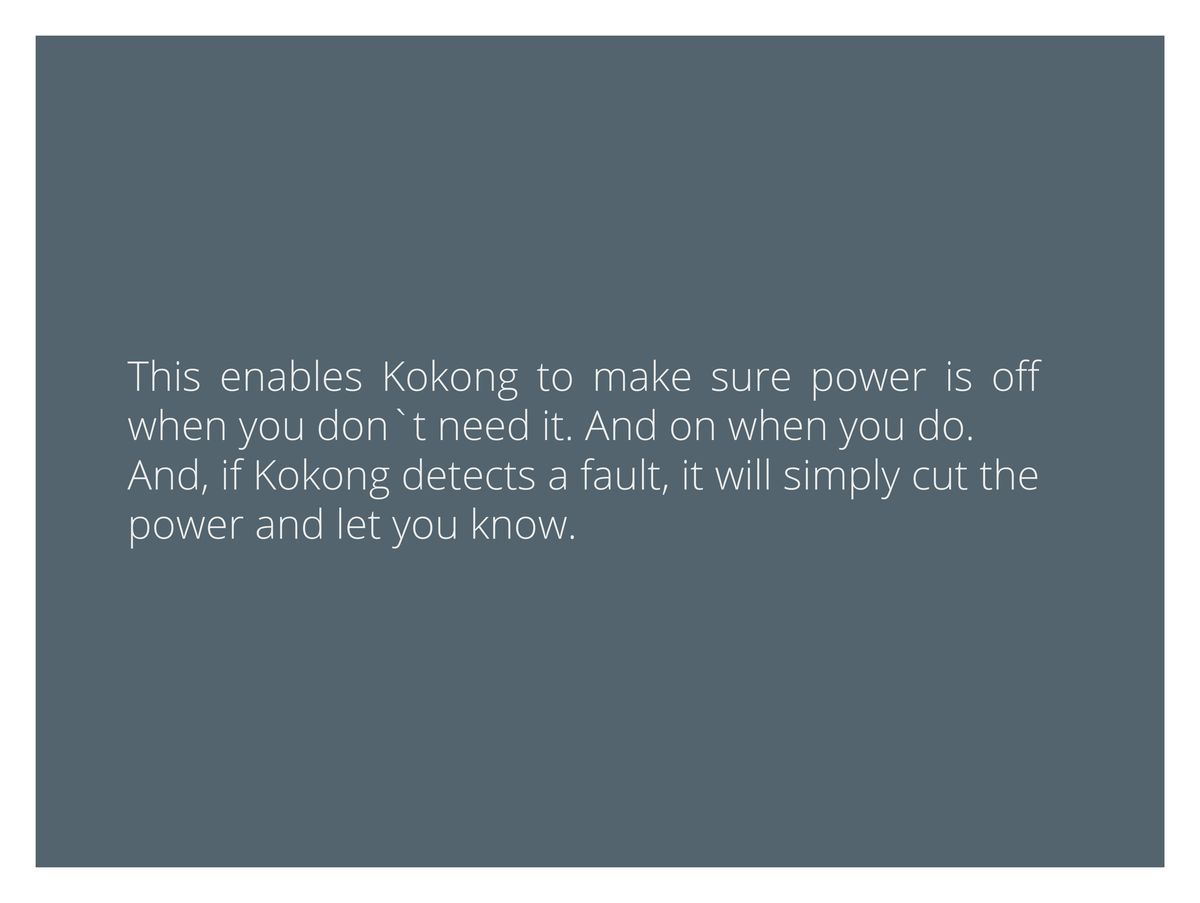 This enables Kokong to make sure power is off
when you don`t need it. And on when you do.
And, if Kokong detects a fault, it will simply cut the
power and let you know.